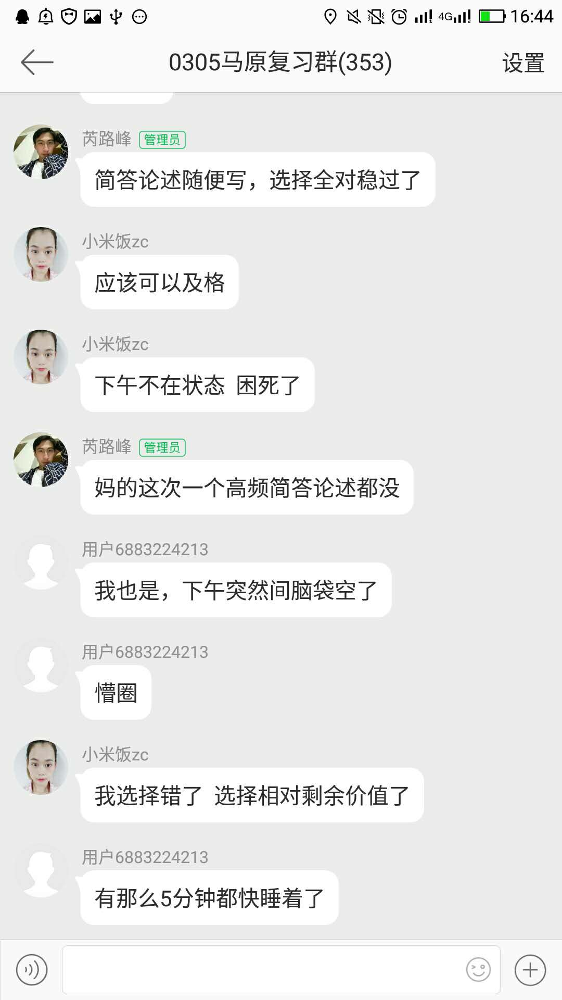 4G 16:44
0305马原复习群(353) 设置
芮路峰 管理员
简答论述随便写，选择全对稳过了
小米饭zc
应该可以及格
小米饭zc
下午不在状态 困死了
芮路峰 管理员
妈的这次一个高频简答论述都没
用户6883224213
我也是，下午突然间脑袋空了
用户6883224213
懵圈
小米饭zc
我选择错了 选择相对剩余价值了
用户6883224213
有那么5分钟都快睡着了